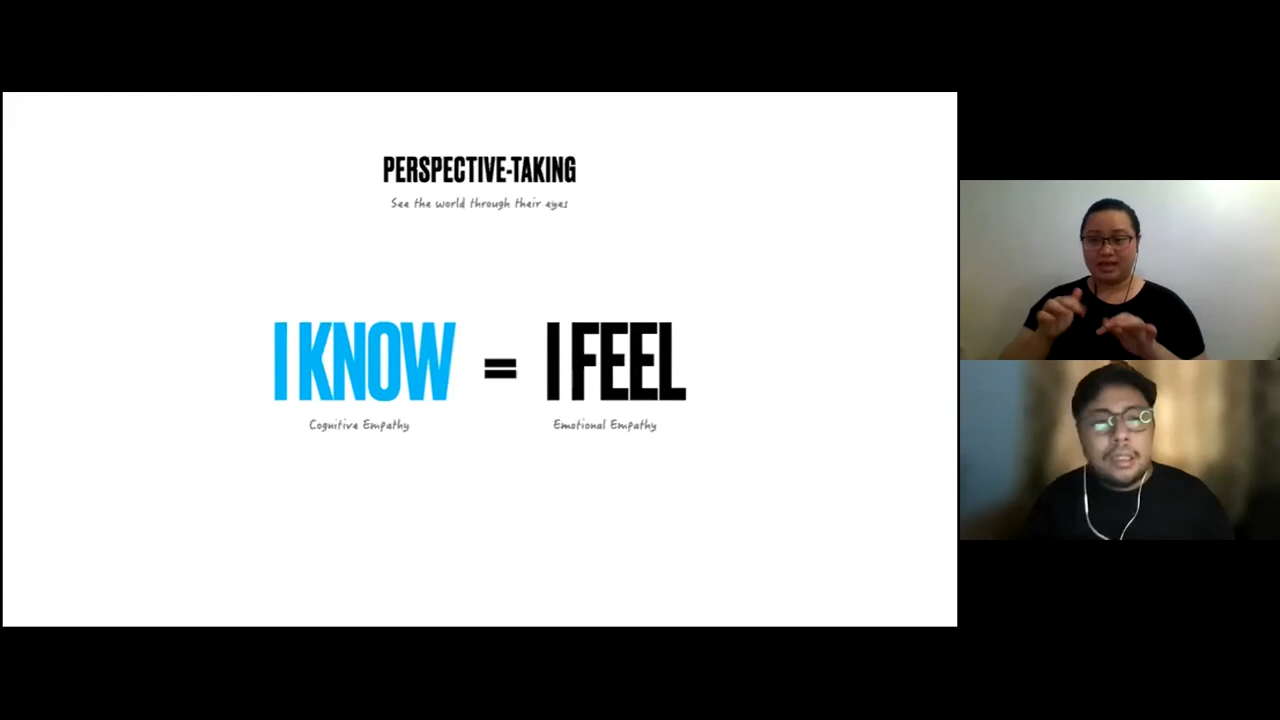 PERSPECTIVE-TAKING
See the world through their eyes
I KNOW = I FEEL
Cognitive Empathy Emotional Empathy